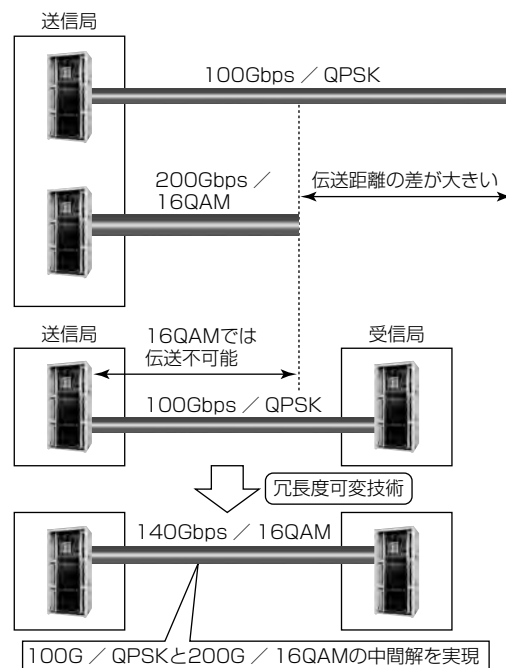 送信局
100Gbps ／ QPSK
200Gbps ／
16QAM
伝送距離の差が大きい
送信局
16QAMでは
伝送不可能
受信局
100Gbps ／ QPSK
冗長度可変技術
140Gbps ／ 16QAM
100G ／ QPSKと200G ／ 16QAMの中間解を実現